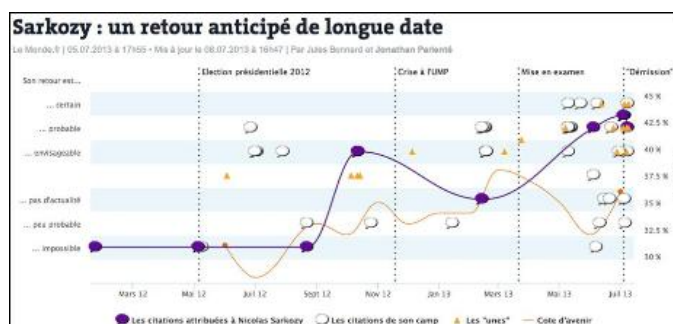 Sarkozy : un retour anticipé de longue date
Le Monde.fr | 05.07.2013 à 17h55 • Mis à jour le 08.07.2013 à 16h47 | Par Jules Bonnard et Jonathan Parienté
Election présidentielle 2012 Crise à l'UMP Mise en examen "Démission"
Son retour est...
... certain 45 %
... probable 42.5 %
... envisageable 40 %
37.5 %
... pas d'actualité 35 %
... peu probable 32.5 %
... impossible 30 %
Mars 12 Mai 12 Juil 12 Sept 12 Nov 12 Jan 13 Mars 13 Mai 13 Juil 13
Les citations attribuées à Nicolas Sarkozy Les citations de son camp Les "unes" Cote d'avenir